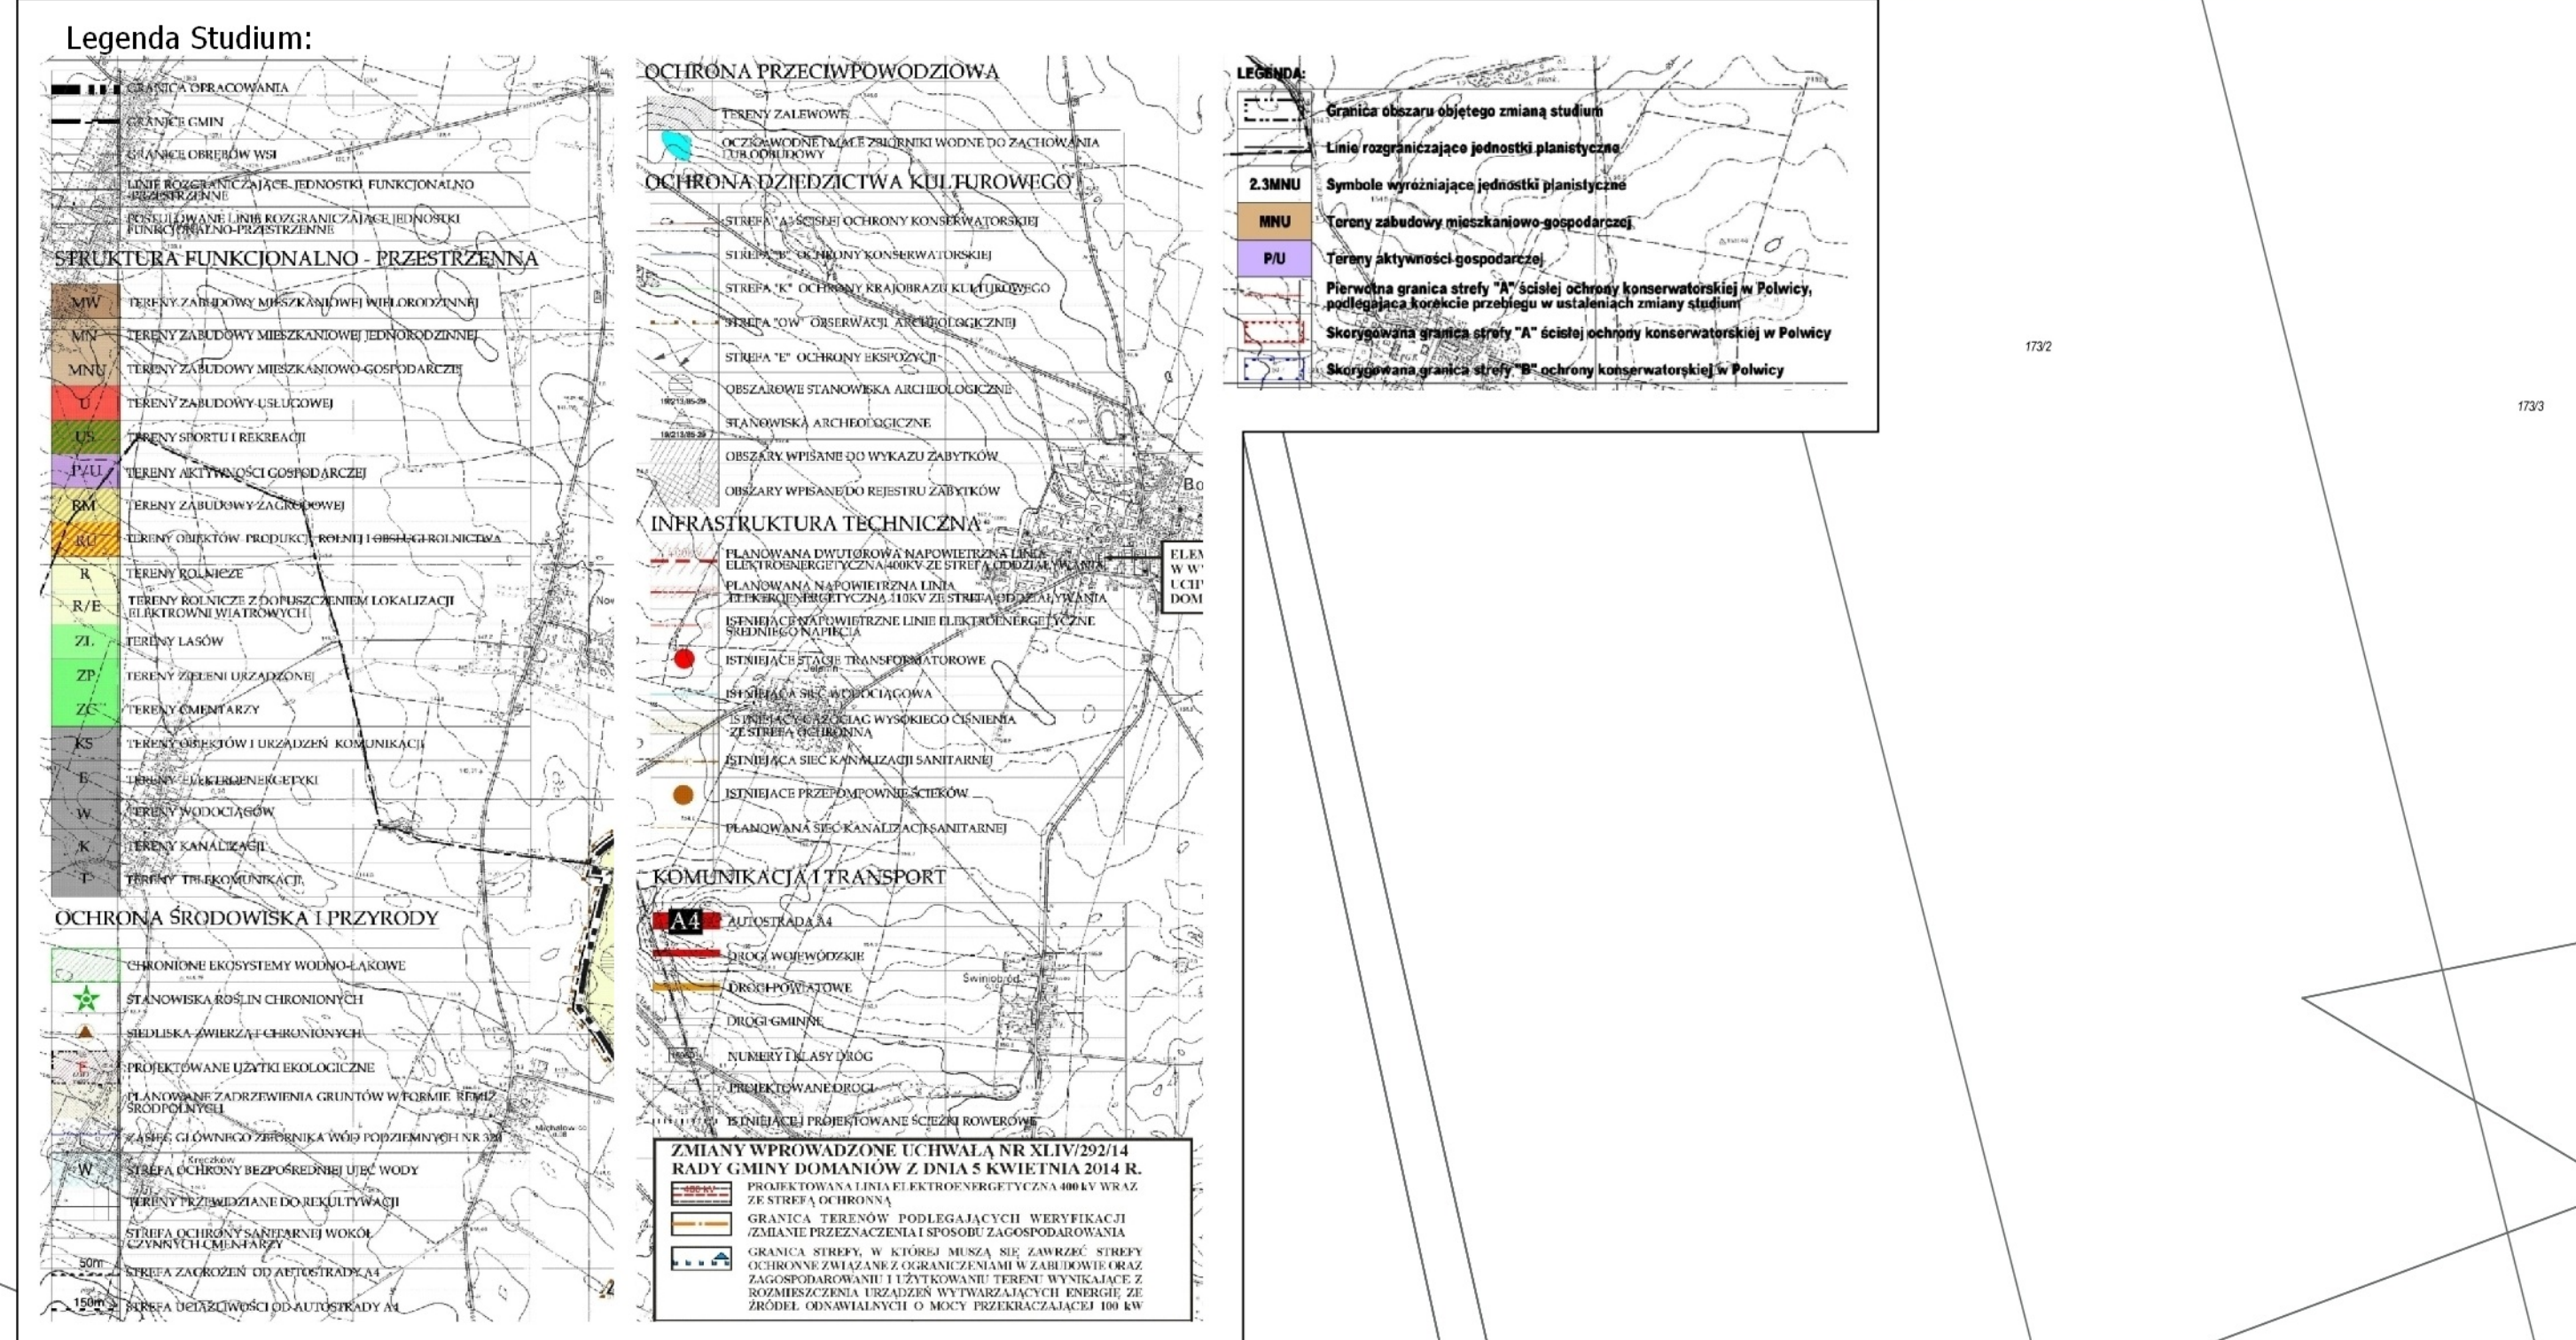 Legenda Studium:
GRANICA OPRACOWANIA
GRANICE GMIN
GRANICE OBRĘBÓW WSI
LINIE ROZGRANICZAJĄCE JEDNOSTKI FUNKCJONALNO
-PRZESTRZENNE
POSTULOWANE LINIE ROZGRANICZAJĄCE JEDNOSTKI
FUNKCJONALNO-PRZESTRZENNE
STRUKTURA FUNKCJONALNO - PRZESTRZENNA
MW TERENY ZABUDOWY MIESZKANIOWEJ WIELORODZINNEJ
MN TERENY ZABUDOWY MIESZKANIOWEJ JEDNORODZINNEJ
MNU TERENY ZABUDOWY MIESZKANIOWO-GOSPODARCZEJ
U TERENY ZABUDOWY USŁUGOWEJ
US TERENY SPORTU I REKREACJI
P/U TERENY AKTYWNOŚCI GOSPODARCZEJ
RM TERENY ZABUDOWY ZAGRODOWEJ
RU TERENY OBIEKTÓW PRODUKCJI ROLNEJ I OBSŁUGI ROLNICTWA
R TERENY ROLNICZE
R/E TERENY ROLNICZE Z DOPUSZCZENIEM LOKALIZACJI
ELEKTROWNI WIATROWYCH
ZL TERENY LASÓW
ZP TERENY ZIELENI URZĄDZONEJ
ZC TERENY CMENTARZY
KS TERENY OBIEKTÓW I URZĄDZEŃ KOMUNIKACJI
E TERENY ELEKTROENERGETYKI
W TERENY WODOCIĄGÓW
K TERENY KANALIZACJI
T TERENY TELEKOMUNIKACJI
OCHRONA ŚRODOWISKA I PRZYRODY
CHRONIONE EKOSYSTEMY WODNO-ŁĄKOWE
STANOWISKA ROŚLIN CHRONIONYCH
SIEDLISKA ZWIERZĄT CHRONIONYCH
E PROJEKTOWANE UŻYTKI EKOLOGICZNE
PLANOWANE ZADRZEWIENIA GRUNTÓW W FORMIE REMIZ
ŚRÓDPOLNYCH
ZASIĘG GŁÓWNEGO ZBIORNIKA WÓD PODZIEMNYCH NR 320
Michałowice
Kręczków
W STREFA OCHRONY BEZPOŚREDNIEJ UJĘĆ WODY
TERENY PRZEWIDZIANE DO REKULTYWACJI
STREFA OCHRONY SANITARNEJ WOKÓŁ
CZYNNYCH CMENTARZY
50m STREFA ZAGROŻEŃ OD AUTOSTRADY A4
150m STREFA UCIĄŻLIWOŚCI OD AUTOSTRADY A4
OCHRONA PRZECIWPOWODZIOWA
TERENY ZALEWOWE
OCZKA WODNE I MAŁE ZBIORNIKI WODNE DO ZACHOWANIA
LUB ODBUDOWY
OCHRONA DZIEDZICTWA KULTUROWEGO
STREFA "A" ŚCISŁEJ OCHRONY KONSERWATORSKIEJ
STREFA "B" OCHRONY KONSERWATORSKIEJ
STREFA "K" OCHRONY KRAJOBRAZU KULTUROWEGO
STREFA "OW" OBSERWACJI ARCHEOLOGICZNEJ
STREFA "E" OCHRONY EKSPOZYCJI
OBSZAROWE STANOWISKA ARCHEOLOGICZNE
STANOWISKA ARCHEOLOGICZNE
OBSZARY WPISANE DO WYKAZU ZABYTKÓW
OBSZARY WPISANE DO REJESTRU ZABYTKÓW
INFRASTRUKTURA TECHNICZNA
PLANOWANA DWUTOROWA NAPOWIETRZNA LINIA
ELEKTROENERGETYCZNA 400KV ZE STREFĄ ODDZIAŁYWANIA
PLANOWANA NAPOWIETRZNA LINIA
ELEKTROENERGETYCZNA 110KV ZE STREFĄ ODDZIAŁYWANIA
ISTNIEJĄCE NAPOWIETRZNE LINIE ELEKTROENERGETYCZNE
ŚREDNIEGO NAPIĘCIA
ISTNIEJĄCE STACJE TRANSFORMATOROWE
ISTNIEJĄCA SIEĆ WODOCIĄGOWA
ISTNIEJĄCY GAZOCIĄG WYSOKIEGO CIŚNIENIA
ZE STREFĄ OCHRONNĄ
ISTNIEJĄCA SIEĆ KANALIZACJI SANITARNEJ
ISTNIEJĄCE PRZEPOMPOWNIE ŚCIEKÓW
PLANOWANA SIEĆ KANALIZACJI SANITARNEJ
KOMUNIKACJA I TRANSPORT
A4 AUTOSTRADA A4
DROGI WOJEWÓDZKIE
DROGI POWIATOWE
Świniobród
DROGI GMINNE
NUMERY I KLASY DRÓG
PROJEKTOWANE DROGI
ISTNIEJĄCE I PROJEKTOWANE ŚCIEŻKI ROWEROWE
ZMIANY WPROWADZONE UCHWAŁĄ NR XLIV/292/14
RADY GMINY DOMANIÓW Z DNIA 5 KWIETNIA 2014 R.
400 kV PROJEKTOWANA LINIA ELEKTROENERGETYCZNA 400 kV WRAZ
ZE STREFĄ OCHRONNĄ
GRANICA TERENÓW PODLEGAJĄCYCH WERYFIKACJI
/ZMIANIE PRZEZNACZENIA I SPOSOBU ZAGOSPODAROWANIA
GRANICA STREFY, W KTÓREJ MUSZĄ SIĘ ZAWRZEĆ STREFY
OCHRONNE ZWIĄZANE Z OGRANICZENIAMI W ZABUDOWIE ORAZ
ZAGOSPODAROWANIU I UŻYTKOWANIU TERENU WYNIKAJĄCE Z
ROZMIESZCZENIA URZĄDZEŃ WYTWARZAJĄCYCH ENERGIĘ ZE
ŹRÓDEŁ ODNAWIALNYCH O MOCY PRZEKRACZAJĄCEJ 100 kW
LEGENDA:
Granica obszaru objętego zmianą studium
Linie rozgraniczające jednostki planistyczne
2.3MNU Symbole wyróżniające jednostki planistyczne
MNU Tereny zabudowy mieszkaniowo-gospodarczej
P/U Tereny aktywności gospodarczej
Pierwotna granica strefy "A" ścisłej ochrony konserwatorskiej w Polwicy,
podlegająca korekcie przebiegu w ustaleniach zmiany studium
Skorygowana granica strefy "A" ścisłej ochrony konserwatorskiej w Polwicy
Skorygowana granica strefy "B" ochrony konserwatorskiej w Polwicy
173/2
173/3